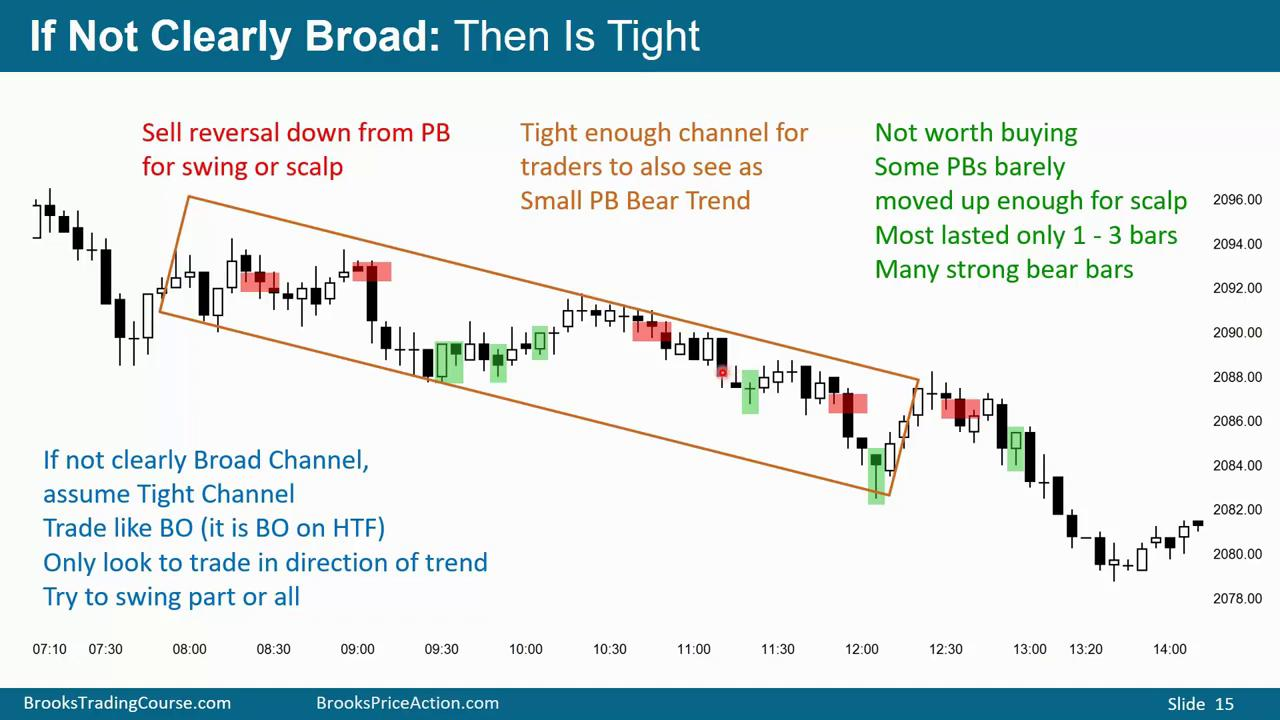 If Not Clearly Broad: Then Is Tight
Sell reversal down from PB
for swing or scalp
Tight enough channel for
traders to also see as
Small PB Bear Trend
Not worth buying
Some PBs barely
moved up enough for scalp
Most lasted only 1 - 3 bars
Many strong bear bars
2096.00
2094.00
2092.00
2090.00
2088.00
2086.00
2084.00
2082.00
2080.00
2078.00
If not clearly Broad Channel,
assume Tight Channel
Trade like BO (it is BO on HTF)
Only look to trade in direction of trend
Try to swing part or all
07:10 07:30 08:00 08:30 09:00 09:30 10:00 10:30 11:00 11:30 12:00 12:30 13:00 13:20 14:00
BrooksTradingCourse.com BrooksPriceAction.com Slide 15